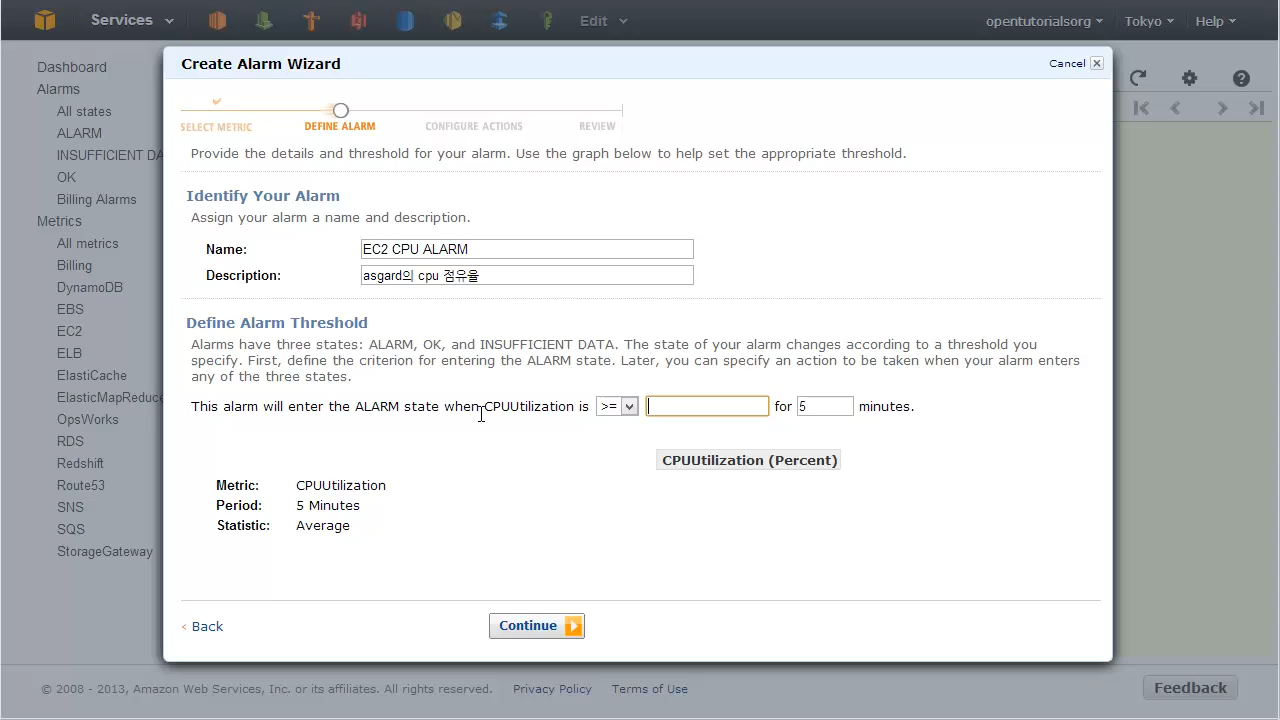 Services Edit opentutorialsorg Tokyo Help
Dashboard
Alarms
All states
ALARM
INSUFFICIENT DA
OK
Billing Alarms
Metrics
All metrics
Billing
DynamoDB
EBS
EC2
ELB
ElastiCache
ElasticMapReduce
OpsWorks
RDS
Redshift
Route53
SNS
SQS
StorageGateway
Create Alarm Wizard
Cancel
SELECT METRIC DEFINE ALARM CONFIGURE ACTIONS REVIEW
Provide the details and threshold for your alarm. Use the graph below to help set the appropriate threshold.
Identify Your Alarm
Assign your alarm a name and description.
Name: EC2 CPU ALARM
Description: asgard의 cpu 점유율
Define Alarm Threshold
Alarms have three states: ALARM, OK, and INSUFFICIENT DATA. The state of your alarm changes according to a threshold you
specify. First, define the criterion for entering the ALARM state. Later, you can specify an action to be taken when your alarm enters
any of the three states.
This alarm will enter the ALARM state when CPUUtilization is >= for 5 minutes.
CPUUtilization (Percent)
Metric: CPUUtilization
Period: 5 Minutes
Statistic: Average
< Back Continue
© 2008 - 2013, Amazon Web Services, Inc. or its affiliates. All rights reserved. Privacy Policy Terms of Use Feedback